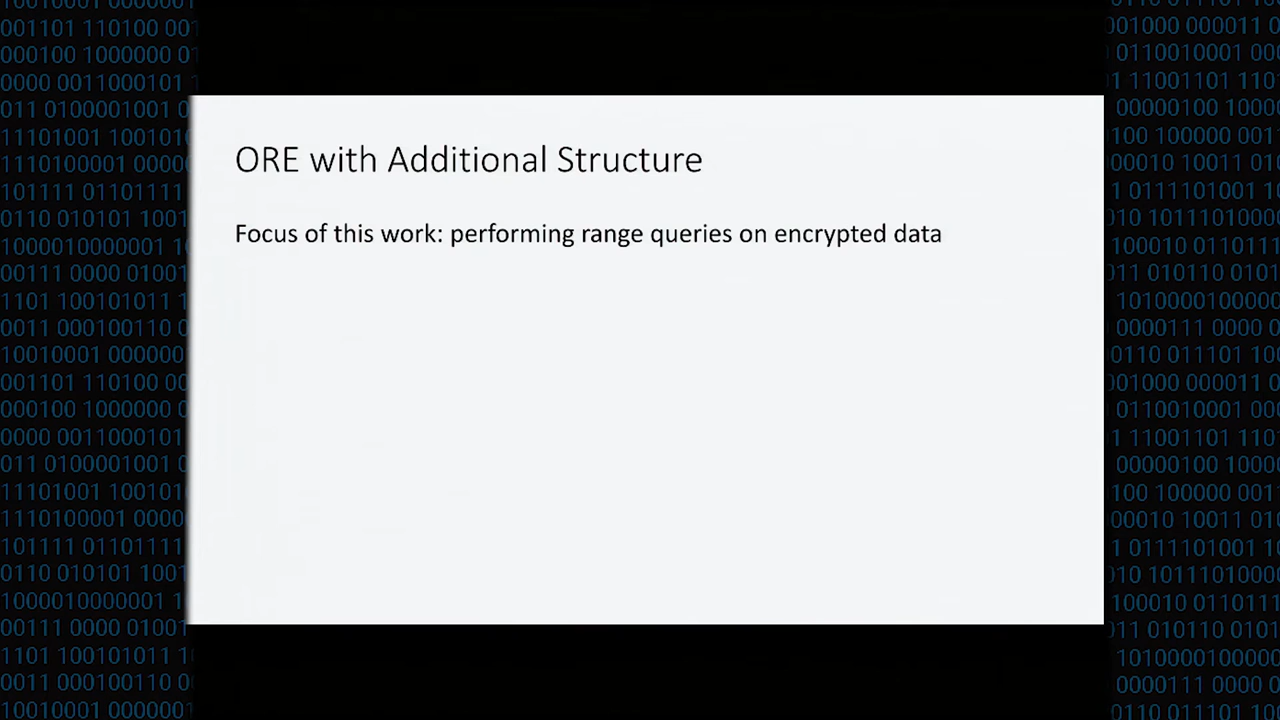 ORE with Additional Structure
Focus of this work: performing range queries on encrypted data